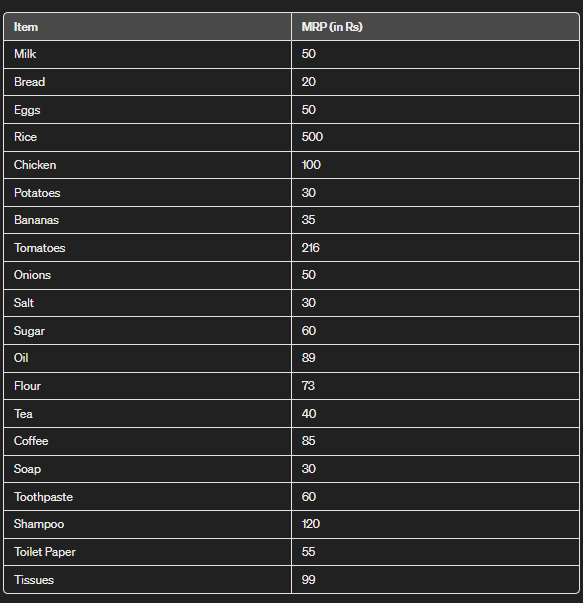 Item MRP (in Rs)
Milk 50
Bread 20
Eggs 50
Rice 500
Chicken 100
Potatoes 30
Bananas 35
Tomatoes 216
Onions 50
Salt 30
Sugar 60
Oil 89
Flour 73
Tea 40
Coffee 85
Soap 30
Toothpaste 60
Shampoo 120
Toilet Paper 55
Tissues 99